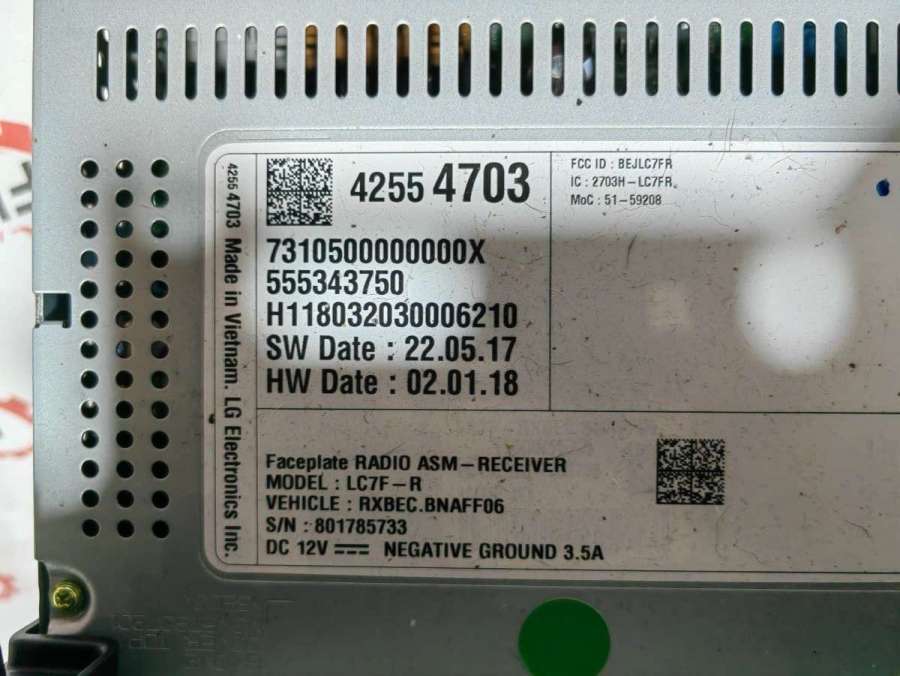 4255 4703 Made in Vietnam. LG Electronics Inc.
4255 4703
7310500000000X
555343750
H118032030006210
SW Date : 22.05.17
HW Date : 02.01.18
FCC ID : BEJLC7FR
IC : 2703H-LC7FR
MoC : 51-59208
Faceplate RADIO ASM-RECEIVER
MODEL : LC7F-R
VEHICLE : RXBEC.BNAFF06
S/N : 801785733
DC 12V ⎓ NEGATIVE GROUND 3.5A